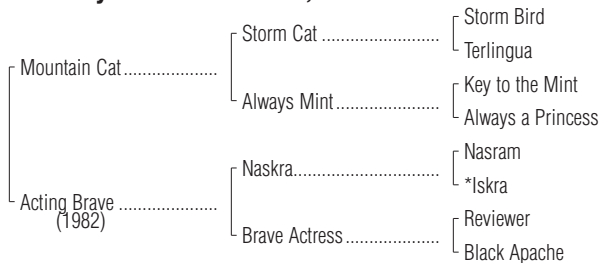 Storm Bird
Storm Cat ........................
Terlingua
Mountain Cat ....................
Key to the Mint
Always Mint ......................
Always a Princess
Nasram
Naskra ...............................
*Iskra
Acting Brave .....................
(1982)
Reviewer
Brave Actress ....................
Black Apache